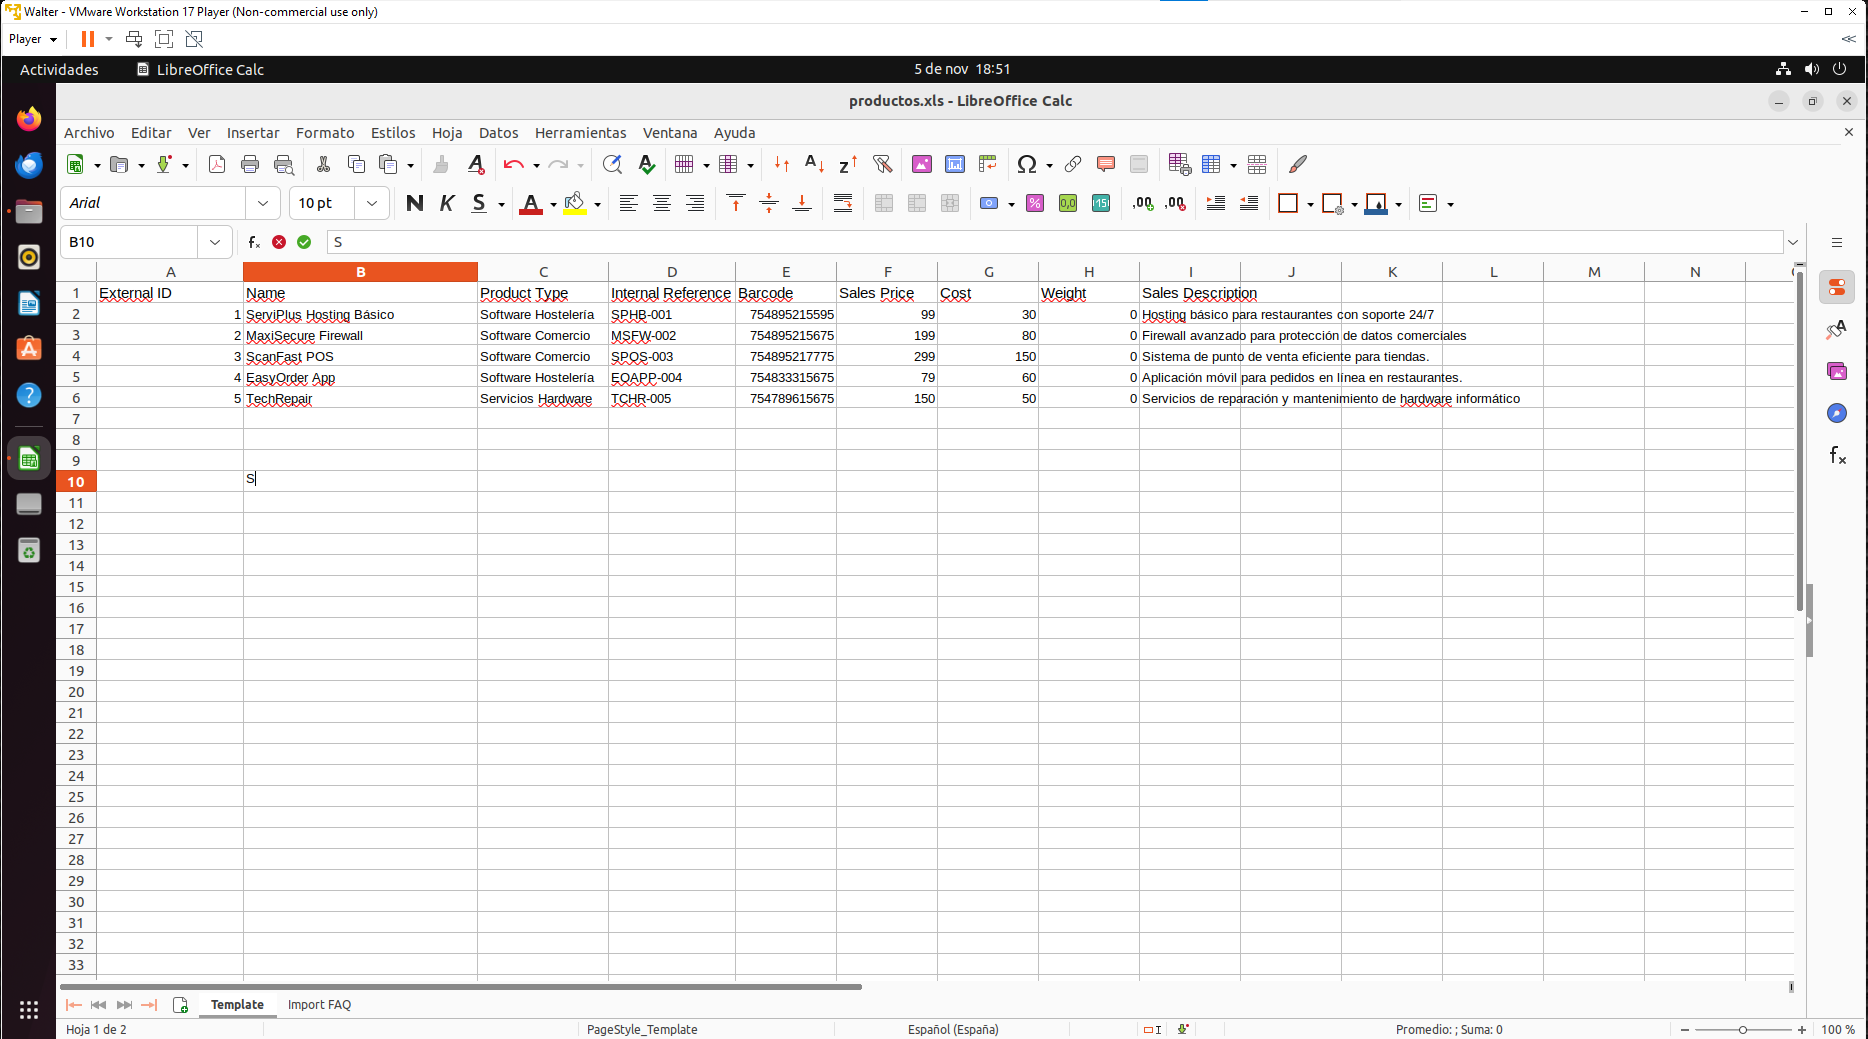 Walter - VMware Workstation 17 Player (Non-commercial use only)
Player
Actividades LibreOffice Calc 5 de nov 18:51
productos.xls - LibreOffice Calc
Archivo Editar Ver Insertar Formato Estilos Hoja Datos Herramientas Ventana Ayuda
Arial 10 pt N K S
B10 S
A B C D E F G H I J K L M N
1 External ID Name Product Type Internal Reference Barcode Sales Price Cost Weight Sales Description
2 1 ServiPlus Hosting Básico Software Hostelería SPHB-001 754895215595 99 30 0 Hosting básico para restaurantes con soporte 24/7
3 2 MaxiSecure Firewall Software Comercio MSFW-002 754895215675 199 80 0 Firewall avanzado para protección de datos comerciales
4 3 ScanFast POS Software Comercio SPOS-003 754895217775 299 150 0 Sistema de punto de venta eficiente para tiendas.
5 4 EasyOrder App Software Hostelería EOAPP-004 754833315675 79 60 0 Aplicación móvil para pedidos en línea en restaurantes.
6 5 TechRepair Servicios Hardware TCHR-005 754789615675 150 50 0 Servicios de reparación y mantenimiento de hardware informático
7
8
9
10 S
11
12
13
14
15
16
17
18
19
20
21
22
23
24
25
26
27
28
29
30
31
32
33
Template Import FAQ
Hoja 1 de 2 PageStyle_Template Español (España) Promedio: ; Suma: 0 100 %